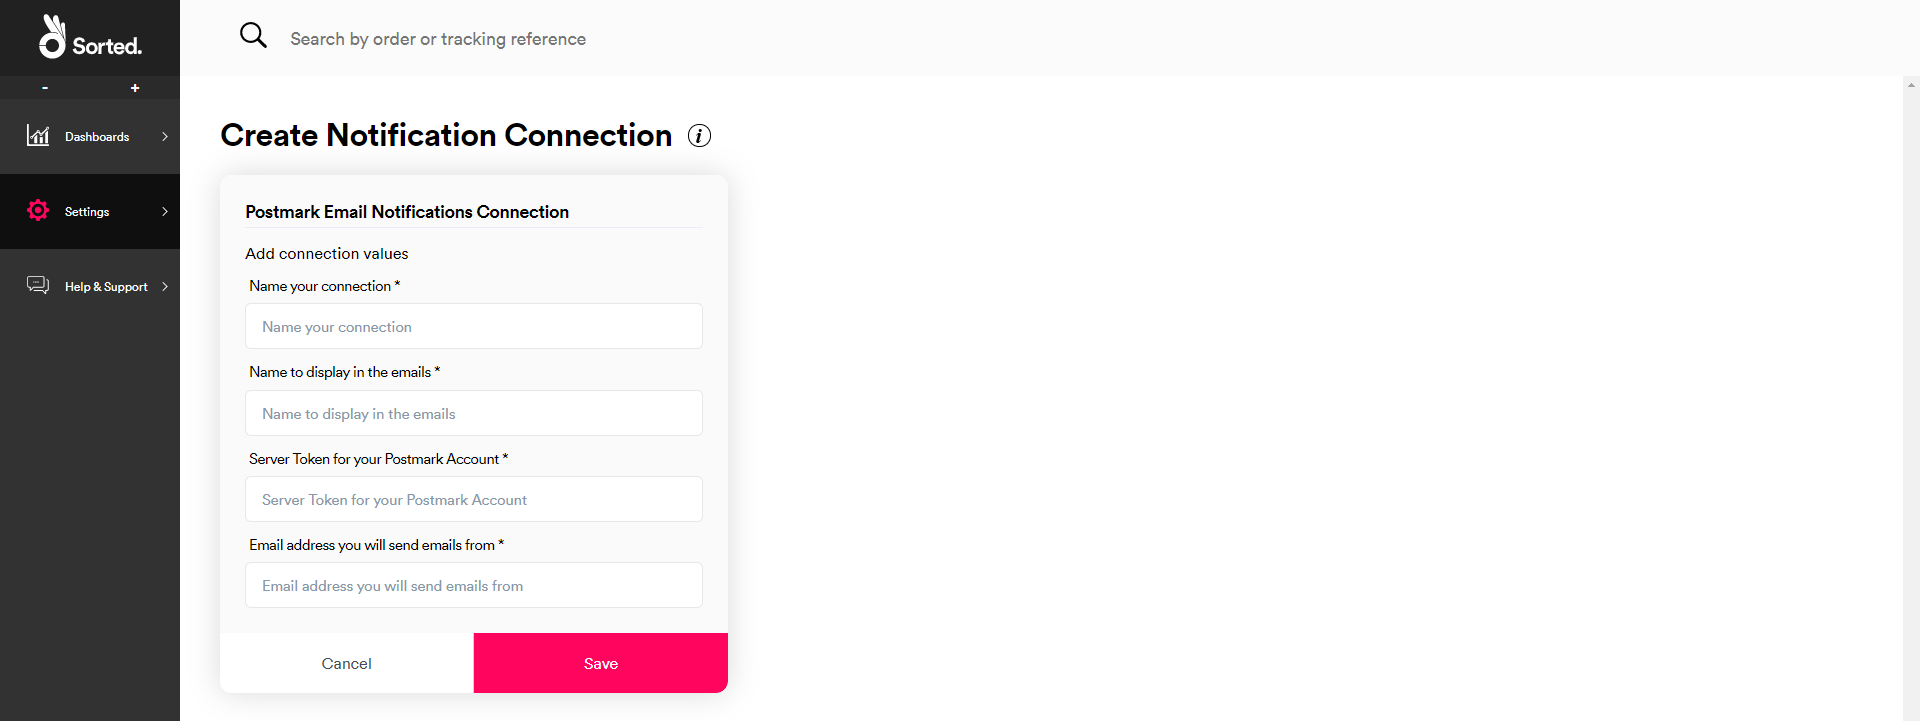 Sorted.
- +
Search by order or tracking reference
Dashboards
Settings
Help & Support
Create Notification Connection i
Postmark Email Notifications Connection
Add connection values
Name your connection *
Name your connection
Name to display in the emails *
Name to display in the emails
Server Token for your Postmark Account *
Server Token for your Postmark Account
Email address you will send emails from *
Email address you will send emails from
Cancel Save